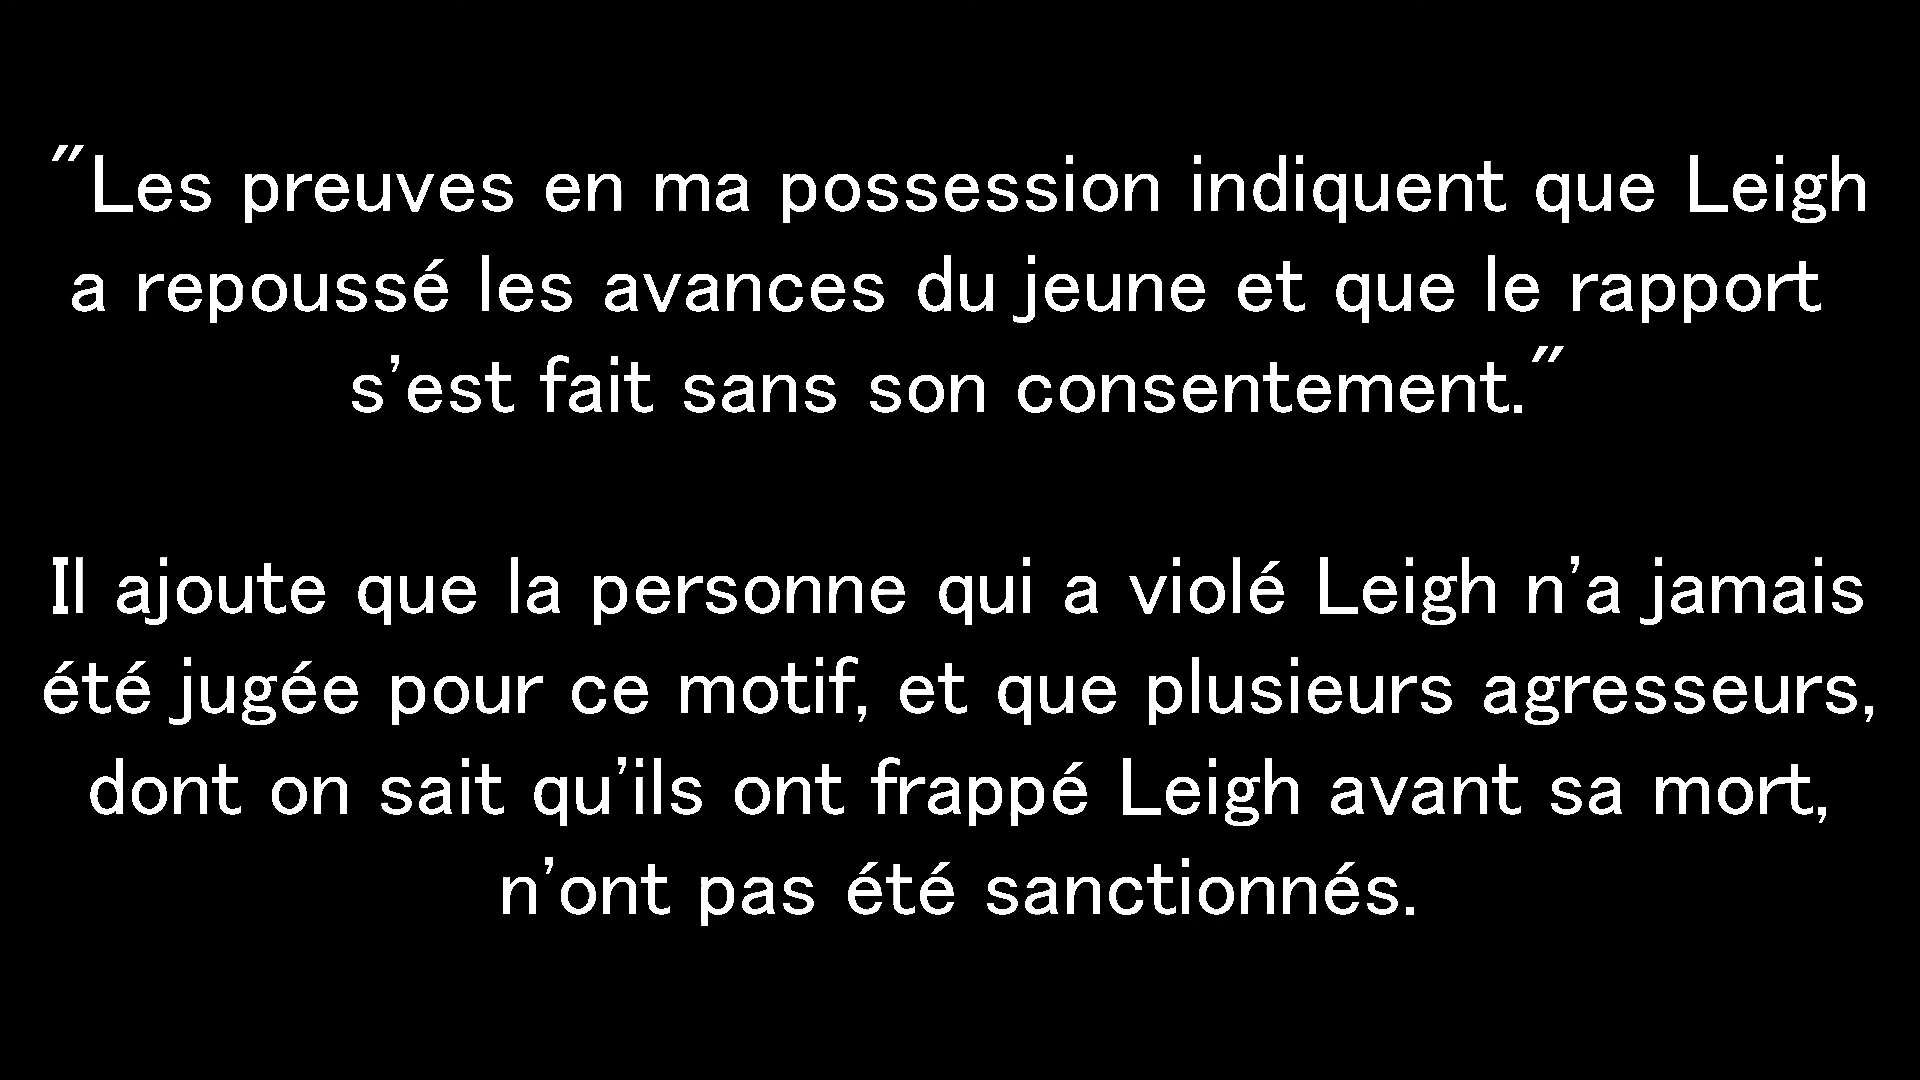 "Les preuves en ma possession indiquent que Leigh
a repoussé les avances du jeune et que le rapport
s'est fait sans son consentement."
Il ajoute que la personne qui a violé Leigh n'a jamais
été jugée pour ce motif, et que plusieurs agresseurs,
dont on sait qu'ils ont frappé Leigh avant sa mort,
n'ont pas été sanctionnés.